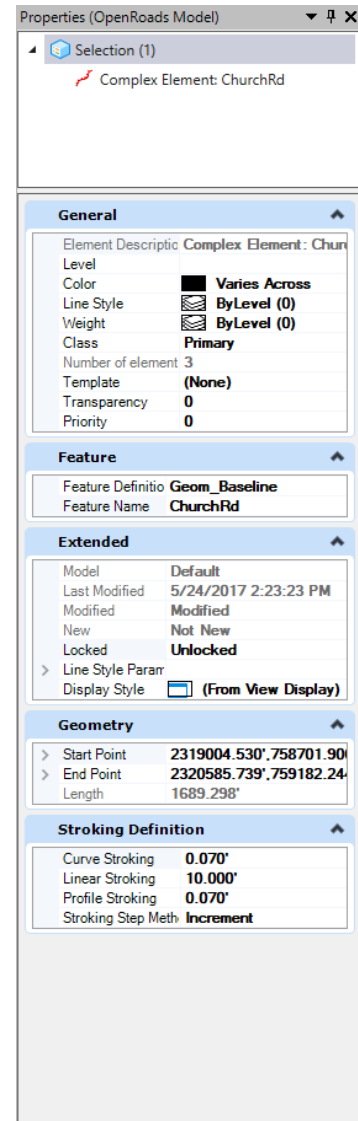 Properties (OpenRoads Model)
Selection (1)
Complex Element: ChurchRd
General
Element Descriptio Complex Element: Chur
Level
Color Varies Across
Line Style ByLevel (0)
Weight ByLevel (0)
Class Primary
Number of element 3
Template (None)
Transparency 0
Priority 0
Feature
Feature Definitio Geom_Baseline
Feature Name ChurchRd
Extended
Model Default
Last Modified 5/24/2017 2:23:23 PM
Modified Modified
New Not New
Locked Unlocked
Line Style Param
Display Style (From View Display)
Geometry
Start Point 2319004.530',758701.90
End Point 2320585.739',759182.24
Length 1689.298'
Stroking Definition
Curve Stroking 0.070'
Linear Stroking 10.000'
Profile Stroking 0.070'
Stroking Step Meth Increment